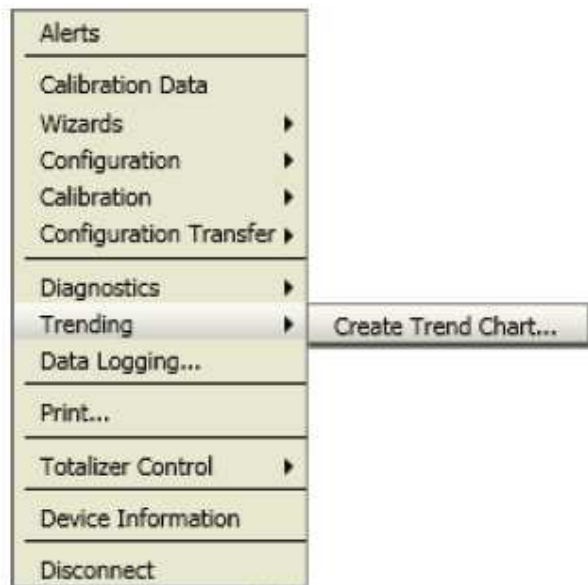 Alerts
Calibration Data
Wizards
Configuration
Calibration
Configuration Transfer
Diagnostics
Trending
Create Trend Chart...
Data Logging...
Print...
Totalizer Control
Device Information
Disconnect